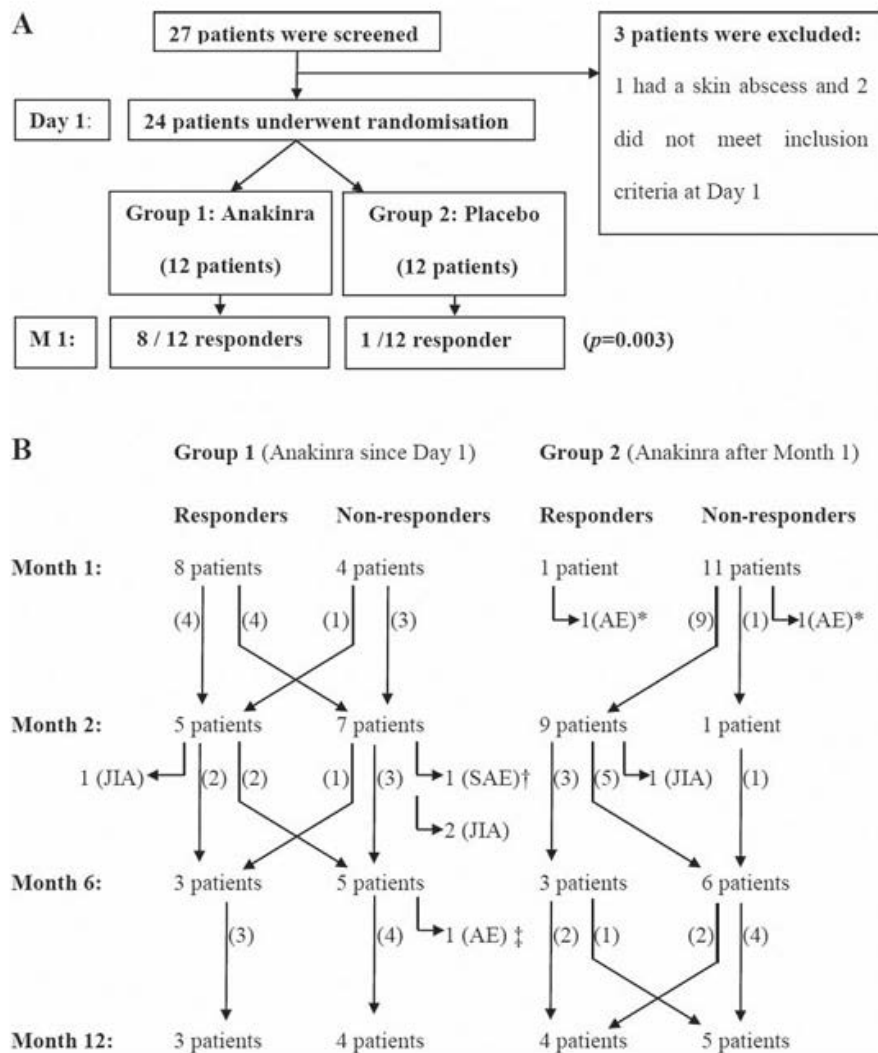 A
27 patients were screened
3 patients were excluded:
1 had a skin abscess and 2
did not meet inclusion
criteria at Day 1
Day 1:
24 patients underwent randomisation
Group 1: Anakinra
(12 patients)
Group 2: Placebo
(12 patients)
M 1:
8 / 12 responders
1 /12 responder
(p=0.003)
B
Group 1 (Anakinra since Day 1)
Group 2 (Anakinra after Month 1)
Responders
Non-responders
Responders
Non-responders
Month 1:
8 patients
4 patients
1 patient
11 patients
(4)
(4)
(1)
(3)
1(AE)*
(9)
(1)
1(AE)*
Month 2:
5 patients
7 patients
9 patients
1 patient
1 (JIA)
(2)
(2)
(1)
(3)
1 (SAE)†
2 (JIA)
(3)
(5)
1 (JIA)
(1)
Month 6:
3 patients
5 patients
3 patients
6 patients
(3)
(4)
1 (AE) ‡
(2)
(1)
(2)
(4)
Month 12:
3 patients
4 patients
4 patients
5 patients